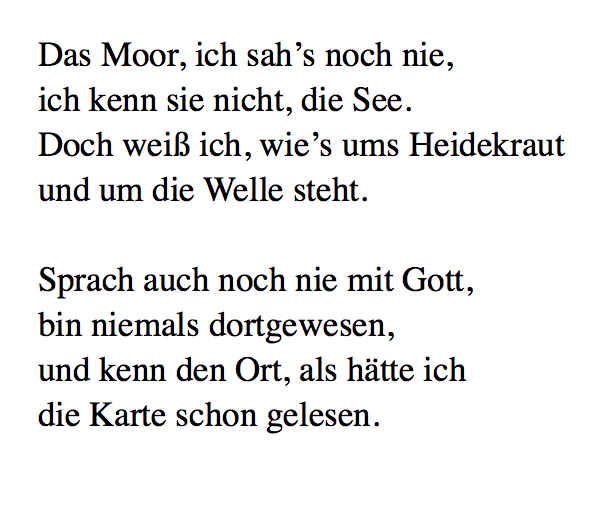 Das Moor, ich sah’s noch nie,
ich kenn sie nicht, die See.
Doch weiß ich, wie’s ums Heidekraut
und um die Welle steht.

Sprach auch noch nie mit Gott,
bin niemals dortgewesen,
und kenn den Ort, als hätte ich
die Karte schon gelesen.